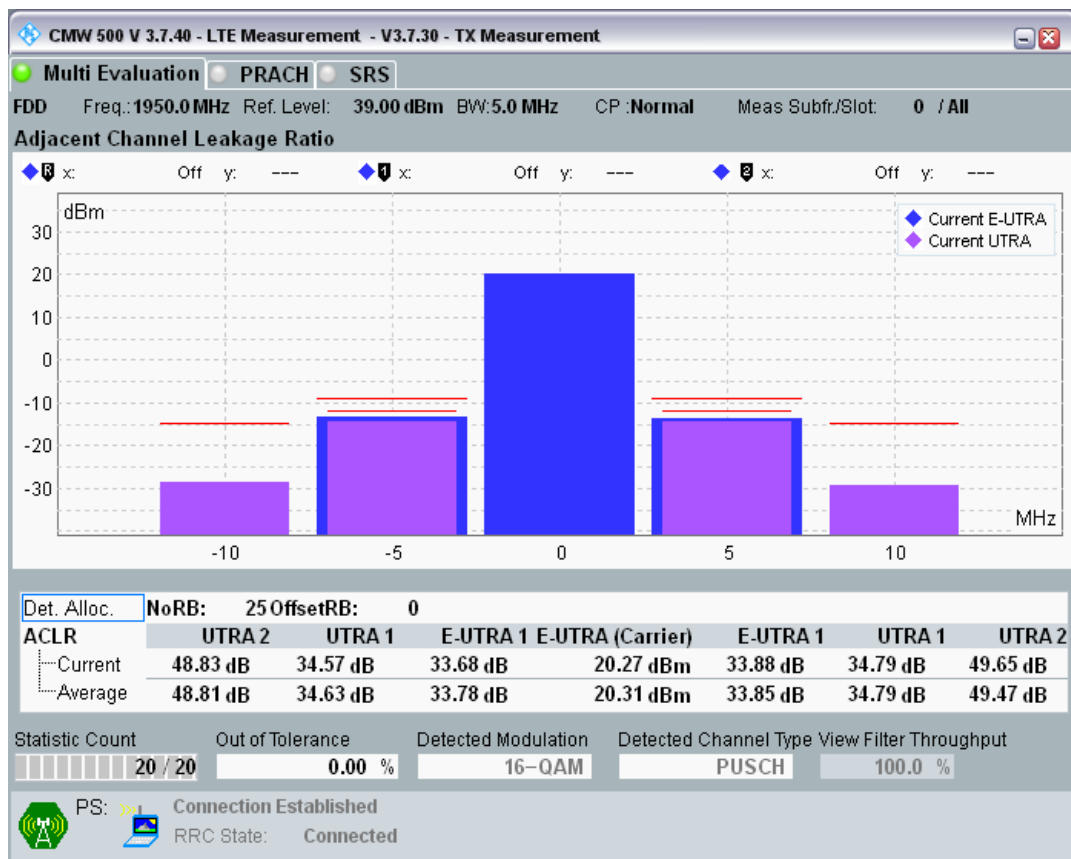 CMW 500 V 3.7.40 - LTE Measurement - V3.7.30 - TX Measurement
Multi Evaluation PRACH SRS
FDD Freq.:1950.0 MHz Ref. Level: 39.00 dBm BW:5.0 MHz CP :Normal Meas Subfr./Slot: 0 / All
Adjacent Channel Leakage Ratio
R x: Off y: --- 1 x: Off y: --- 2 x: Off y: ---
dBm
Current E-UTRA
Current UTRA
30
20
10
0
-10
-20
-30
MHz
-10 -5 0 5 10
Det. Alloc. NoRB: 25 OffsetRB: 0
ACLR UTRA 2 UTRA 1 E-UTRA 1 E-UTRA (Carrier) E-UTRA 1 UTRA 1 UTRA 2
Current 48.83 dB 34.57 dB 33.68 dB 20.27 dBm 33.88 dB 34.79 dB 49.65 dB
Average 48.81 dB 34.63 dB 33.78 dB 20.31 dBm 33.85 dB 34.79 dB 49.47 dB
Statistic Count Out of Tolerance Detected Modulation Detected Channel Type View Filter Throughput
20 / 20 0.00 % 16-QAM PUSCH 100.0 %
PS: Connection Established
RRC State: Connected